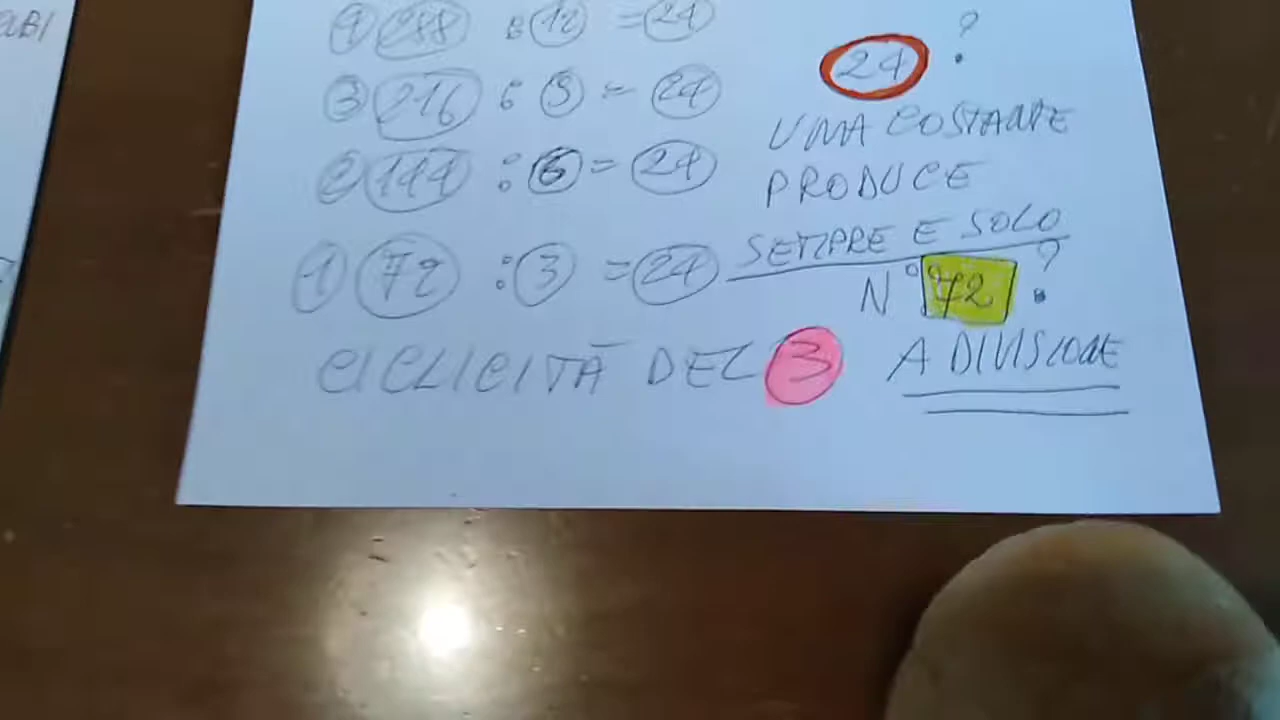 4 288 : 12 = 24
3 216 : 9 = 24
2 144 : 6 = 24
1 72 : 3 = 24
CICLICITÀ DEL 3
24 ?
UNA COSTANTE
PRODUCE
SEMPRE E SOLO
N° 72 ?
A DIVISIONE